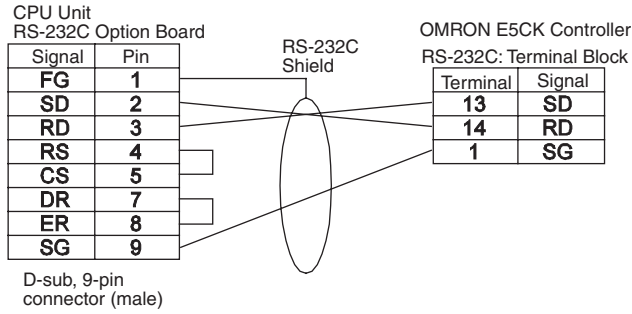 CPU Unit
RS-232C Option Board
Signal Pin
FG 1
SD 2
RD 3
RS 4
CS 5
DR 7
ER 8
SG 9
D-sub, 9-pin
connector (male)
RS-232C
Shield
OMRON E5CK Controller
RS-232C: Terminal Block
Terminal Signal
13 SD
14 RD
1 SG